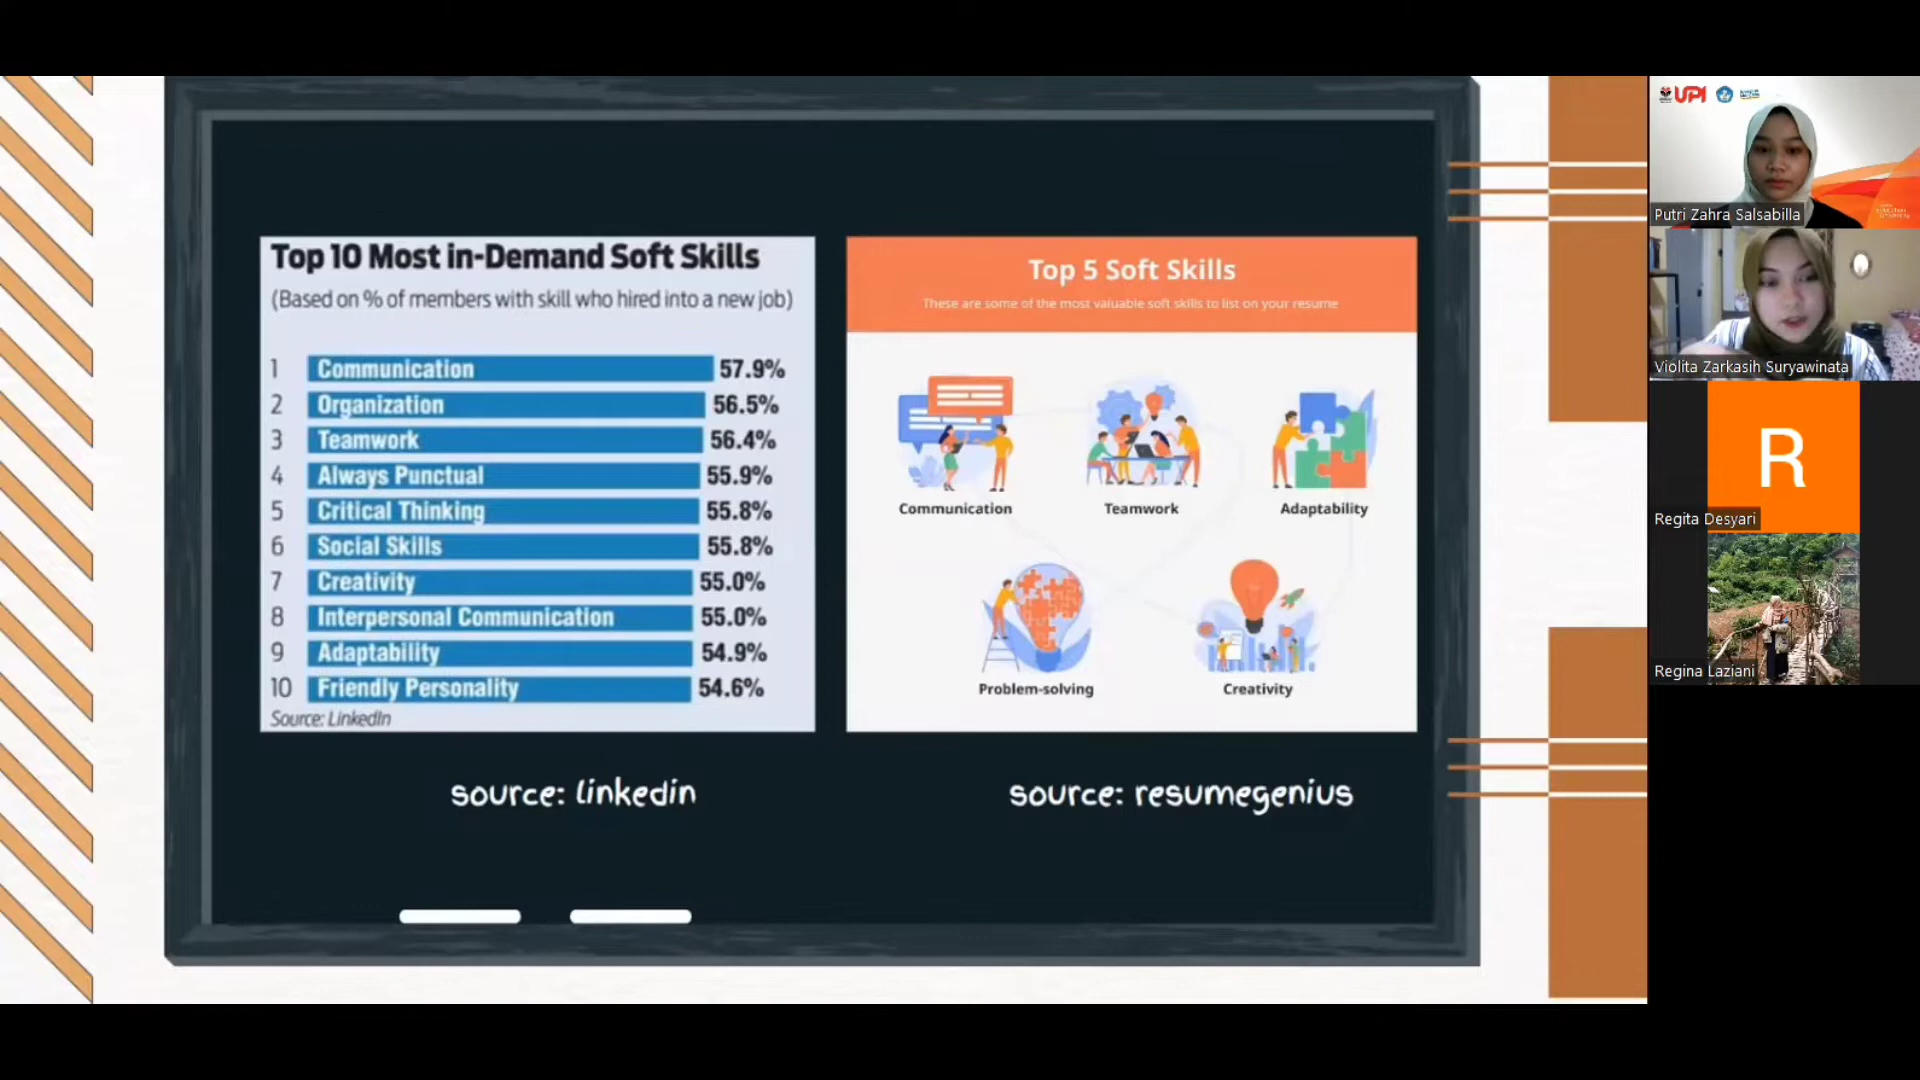 Top 10 Most in-Demand Soft Skills
(Based on % of members with skill who hired into a new job)
1 Communication 57.9%
2 Organization 56.5%
3 Teamwork 56.4%
4 Always Punctual 55.9%
5 Critical Thinking 55.8%
6 Social Skills 55.8%
7 Creativity 55.0%
8 Interpersonal Communication 55.0%
9 Adaptability 54.9%
10 Friendly Personality 54.6%
Source: LinkedIn
source: linkedin
Top 5 Soft Skills
These are some of the most valuable soft skills to list on your resume
Communication
Teamwork
Adaptability
Problem-solving
Creativity
source: resumegenius
UPI
Putri Zahra Salsabilla
Violita Zarkasih Suryawinata
R
Regita Desyari
Regina Laziani